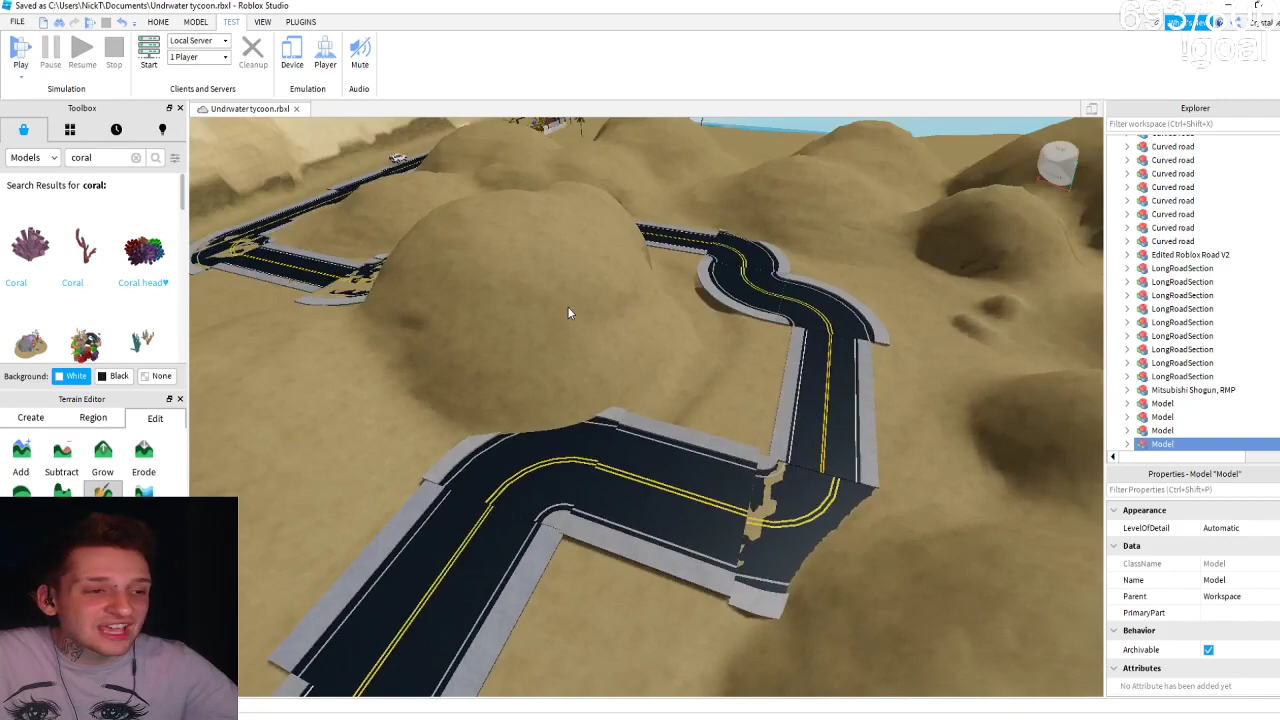 Saved as C:\Users\NickT\Documents\Undrwater tycoon.rbxl - Roblox Studio
FILE HOME MODEL TEST VIEW PLUGINS
!goal
Play Pause Resume Stop
Simulation
Local Server
1 Player
Start Cleanup
Clients and Servers
Device Player
Emulation
Mute
Audio
Toolbox
Undrwater tycoon.rbxl
Models coral
Search Results for coral:
Coral Coral Coral head♥
Background: White Black None
Terrain Editor
Create Region Edit
Add Subtract Grow Erode
Explorer
Filter workspace (Ctrl+Shift+X)
Curved road
Curved road
Curved road
Curved road
Curved road
Curved road
Curved road
Curved road
Curved road
Edited Roblox Road V2
LongRoadSection
LongRoadSection
LongRoadSection
LongRoadSection
LongRoadSection
LongRoadSection
LongRoadSection
LongRoadSection
LongRoadSection
Mitsubishi Shogun, RMP
Model
Model
Model
Model
Properties - Model "Model"
Filter Properties (Ctrl+Shift+P)
Appearance
LevelOfDetail Automatic
Data
ClassName Model
Name Model
Parent Workspace
PrimaryPart
Behavior
Archivable
Attributes
No Attribute has been added yet